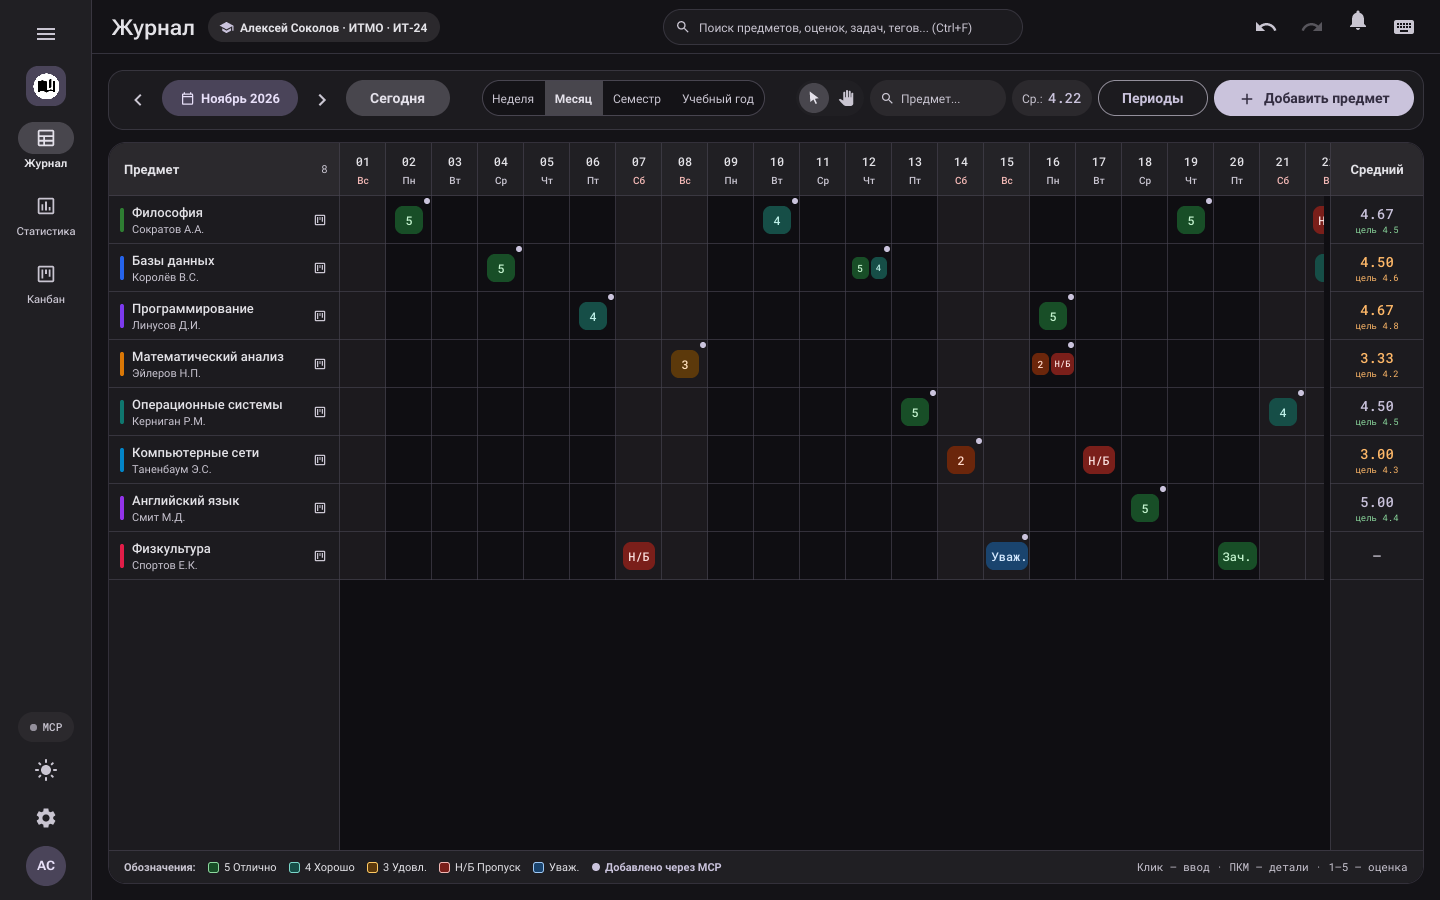 Журнал
Алексей Соколов · ИТМО · ИТ-24
Поиск предметов, оценок, задач, тегов... (Ctrl+F)
Журнал
Статистика
Канбан
MCP
АС
Ноябрь 2026
Сегодня
Неделя Месяц Семестр Учебный год
Предмет...
Ср.: 4.22
Периоды
Добавить предмет
Предмет 8 01 02 03 04 05 06 07 08 09 10 11 12 13 14 15 16 17 18 19 20 21 Средний
Вс Пн Вт Ср Чт Пт Сб Вс Пн Вт Ср Чт Пт Сб Вс Пн Вт Ср Чт Пт Сб
Философия 5 4 5 4.67
Сократов А.А. цель 4.5
Базы данных 5 5 4 4.50
Королёв В.С. цель 4.6
Программирование 4 5 4.67
Линусов Д.И. цель 4.8
Математический анализ 3 2 Н/Б 3.33
Эйлеров Н.П. цель 4.2
Операционные системы 5 4 4.50
Керниган Р.М. цель 4.5
Компьютерные сети 2 Н/Б 3.00
Таненбаум Э.С. цель 4.3
Английский язык 5 5.00
Смит М.Д. цель 4.4
Физкультура Н/Б Уваж. Зач. —
Спортов Е.К.
Обозначения: 5 Отлично 4 Хорошо 3 Удовл. Н/Б Пропуск Уваж. Добавлено через MCP
Клик — ввод · ПКМ — детали · 1–5 — оценка